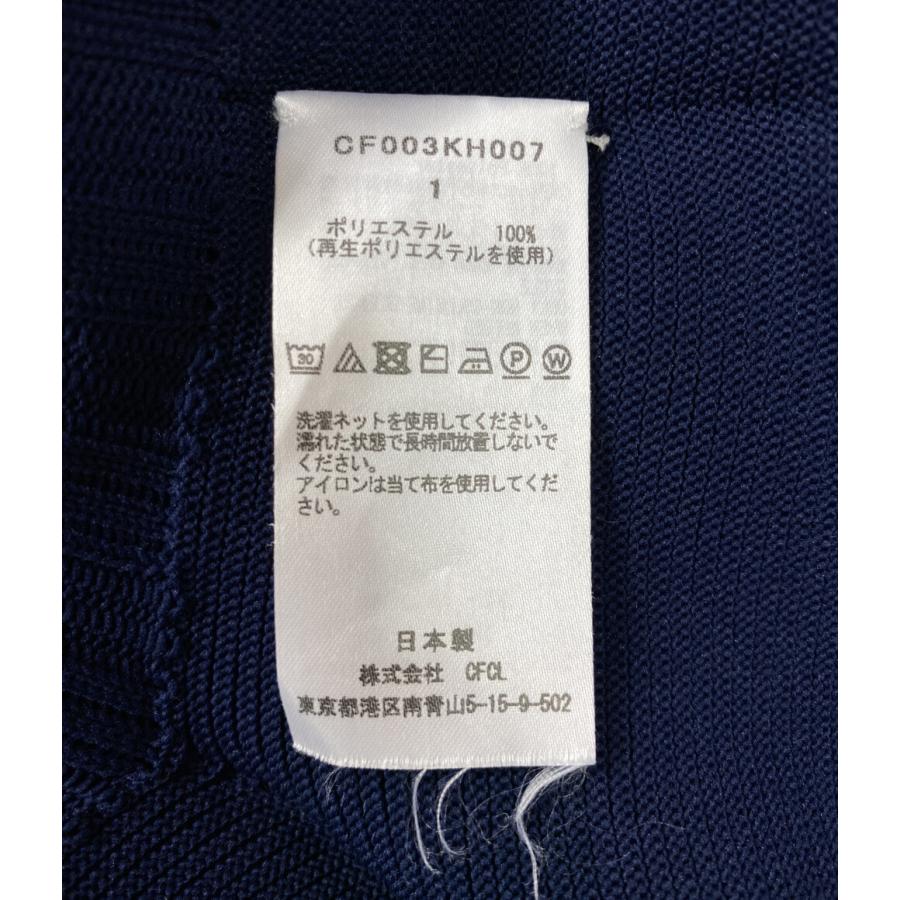 CF003KH007
1
ポリエステル 100%
（再生ポリエステルを使用）
30 P W
洗濯ネットを使用してください。
濡れた状態で長時間放置しないで
ください。
アイロンは当て布を使用してくだ
さい。
日本製
株式会社 CFCL
東京都港区南青山5-15-9-502